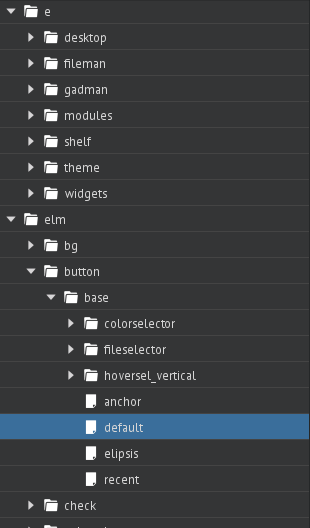 e
desktop
fileman
gadman
modules
shelf
theme
widgets
elm
bg
button
base
colorselector
fileselector
hoversel_vertical
anchor
default
elipsis
recent
check